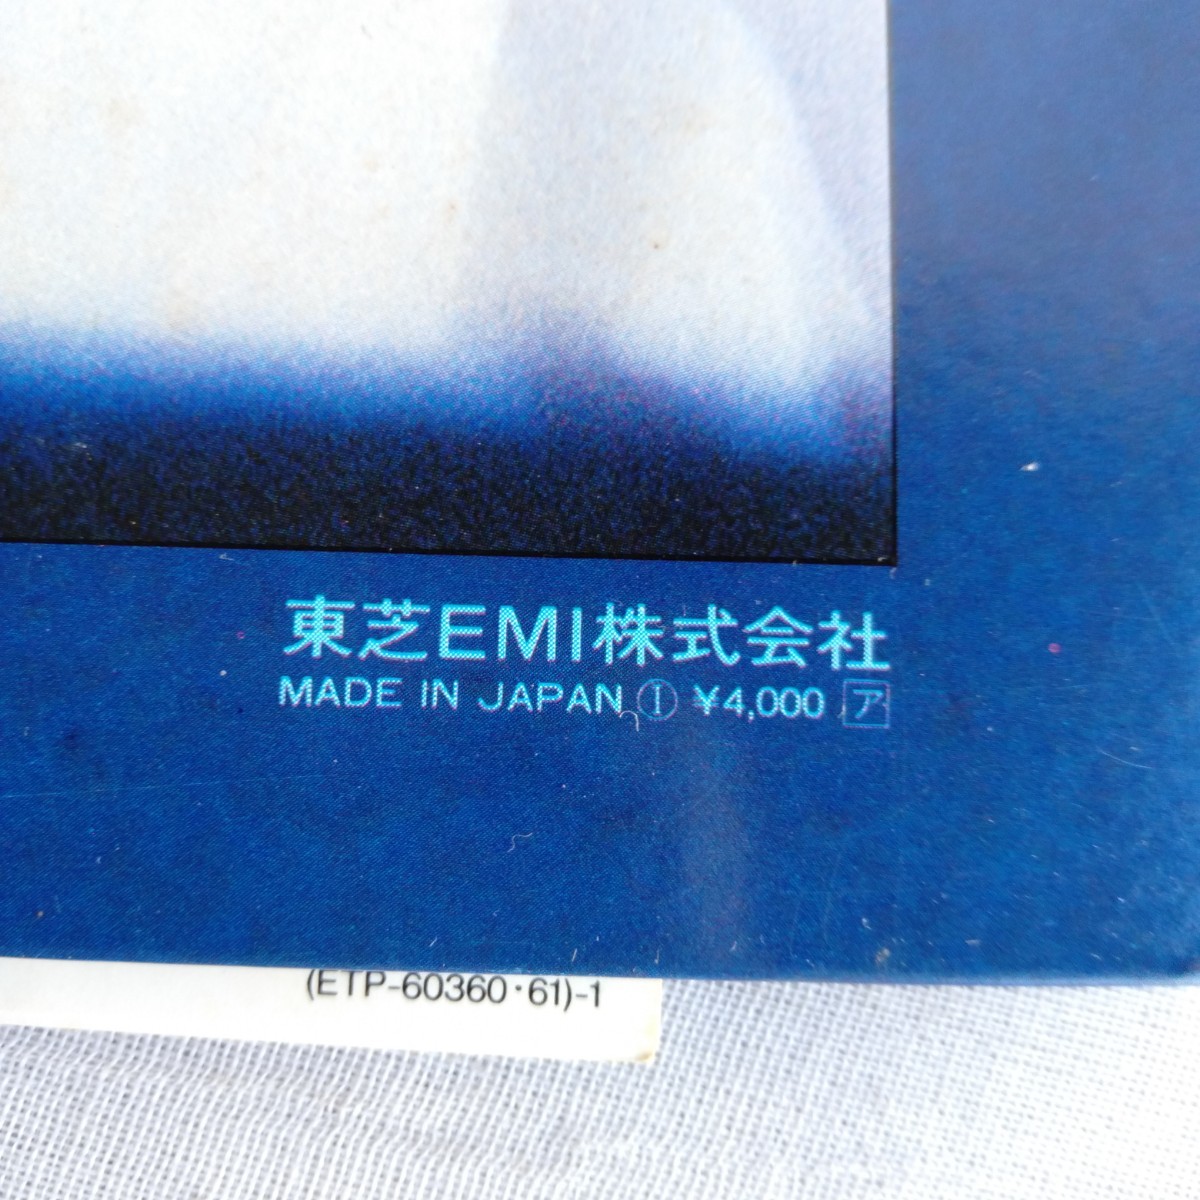 東芝EMI株式会社
MADE IN JAPAN Ⓘ ¥4,000 ア
(ETP-60360・61)-1